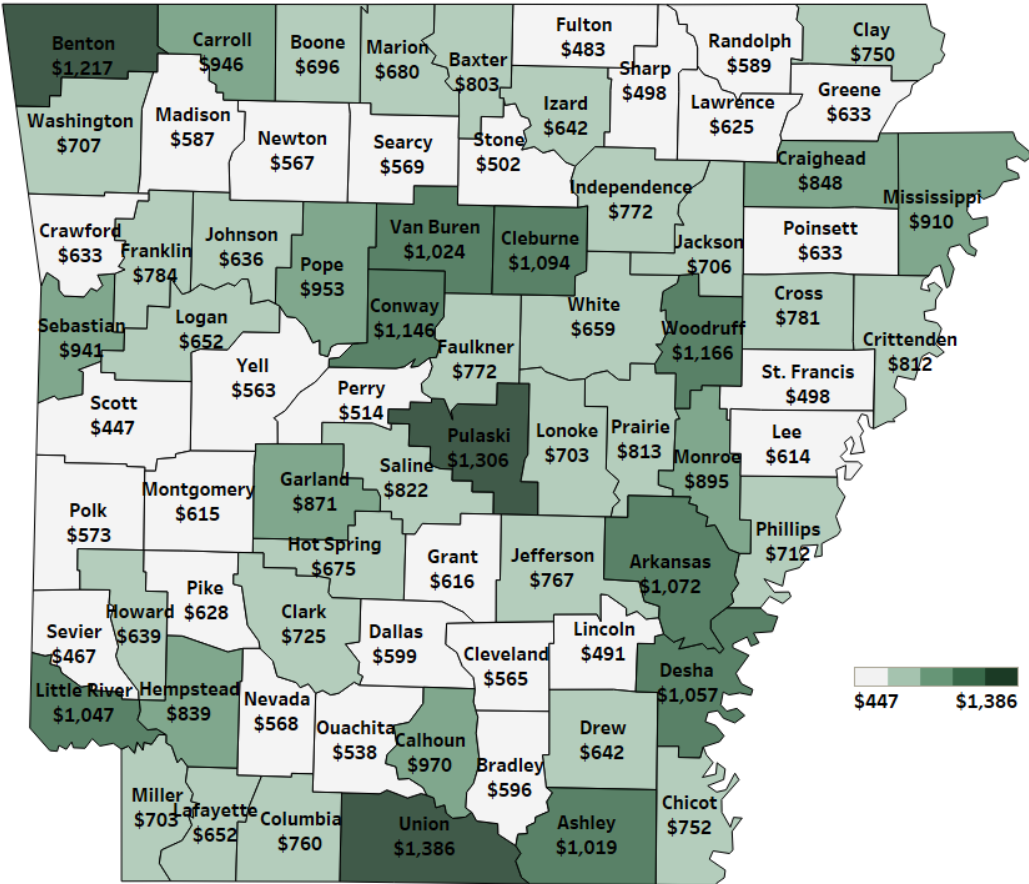 Benton
$1,217
Carroll
$946
Boone
$696
Marion
$680
Baxter
$803
Fulton
$483
Sharp
$498
Randolph
$589
Clay
$750
Washington
$707
Madison
$587
Newton
$567
Searcy
$569
Stone
$502
Izard
$642
Lawrence
$625
Greene
$633
Independence
$772
Craighead
$848
Mississippi
$910
Crawford
$633
Franklin
$784
Johnson
$636
Pope
$953
Van Buren
$1,024
Cleburne
$1,094
Jackson
$706
Poinsett
$633
Sebastian
$941
Logan
$652
Conway
$1,146
Faulkner
$772
White
$659
Woodruff
$1,166
Cross
$781
Crittenden
$812
Scott
$447
Yell
$563
Perry
$514
Pulaski
$1,306
Lonoke
$703
Prairie
$813
Monroe
$895
St. Francis
$498
Lee
$614
Polk
$573
Montgomery
$615
Garland
$871
Saline
$822
Phillips
$712
Hot Spring
$675
Grant
$616
Jefferson
$767
Arkansas
$1,072
Howard
$639
Pike
$628
Clark
$725
Sevier
$467
Dallas
$599
Cleveland
$565
Lincoln
$491
Desha
$1,057
Little River
$1,047
Hempstead
$839
Nevada
$568
Ouachita
$538
Calhoun
$970
Bradley
$596
Drew
$642
Miller
$703
Lafayette
$652
Columbia
$760
Union
$1,386
Ashley
$1,019
Chicot
$752
$447 $1,386